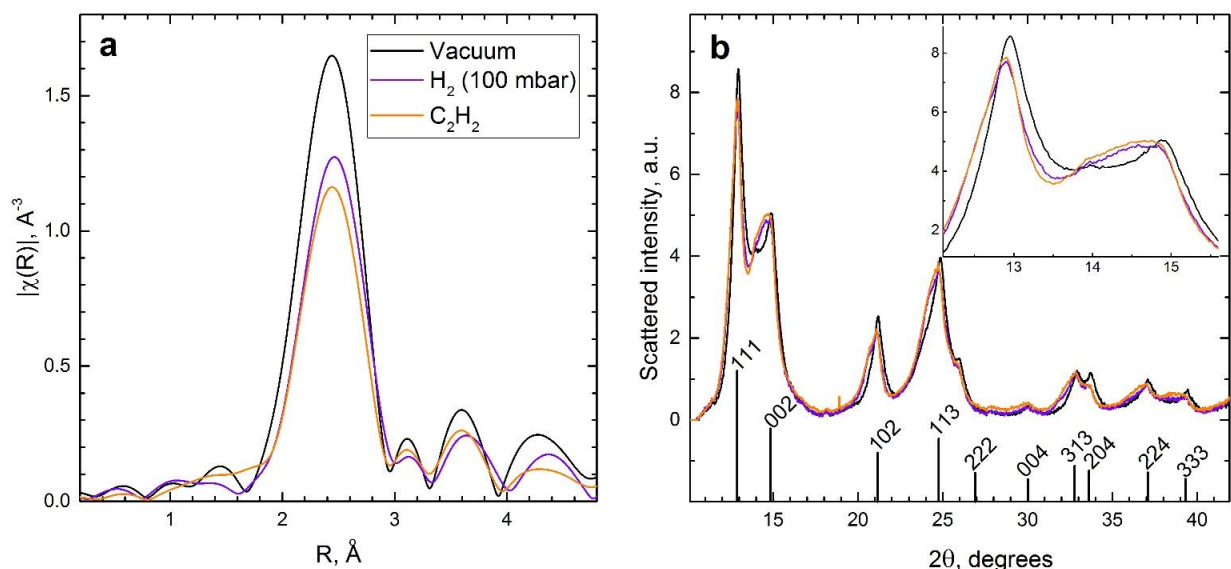 a
Vacuum
H₂ (100 mbar)
C₂H₂
|χ(R)|, A⁻³
1.5
1.0
0.5
0.0
1 2 3 4
R, Å
b
Scattered intensity, a.u.
8
6
4
2
0
8
6
4
2
13 14 15
111
002
102
113
222
004
313
204
224
333
15 20 25 30 35 40
2θ, degrees